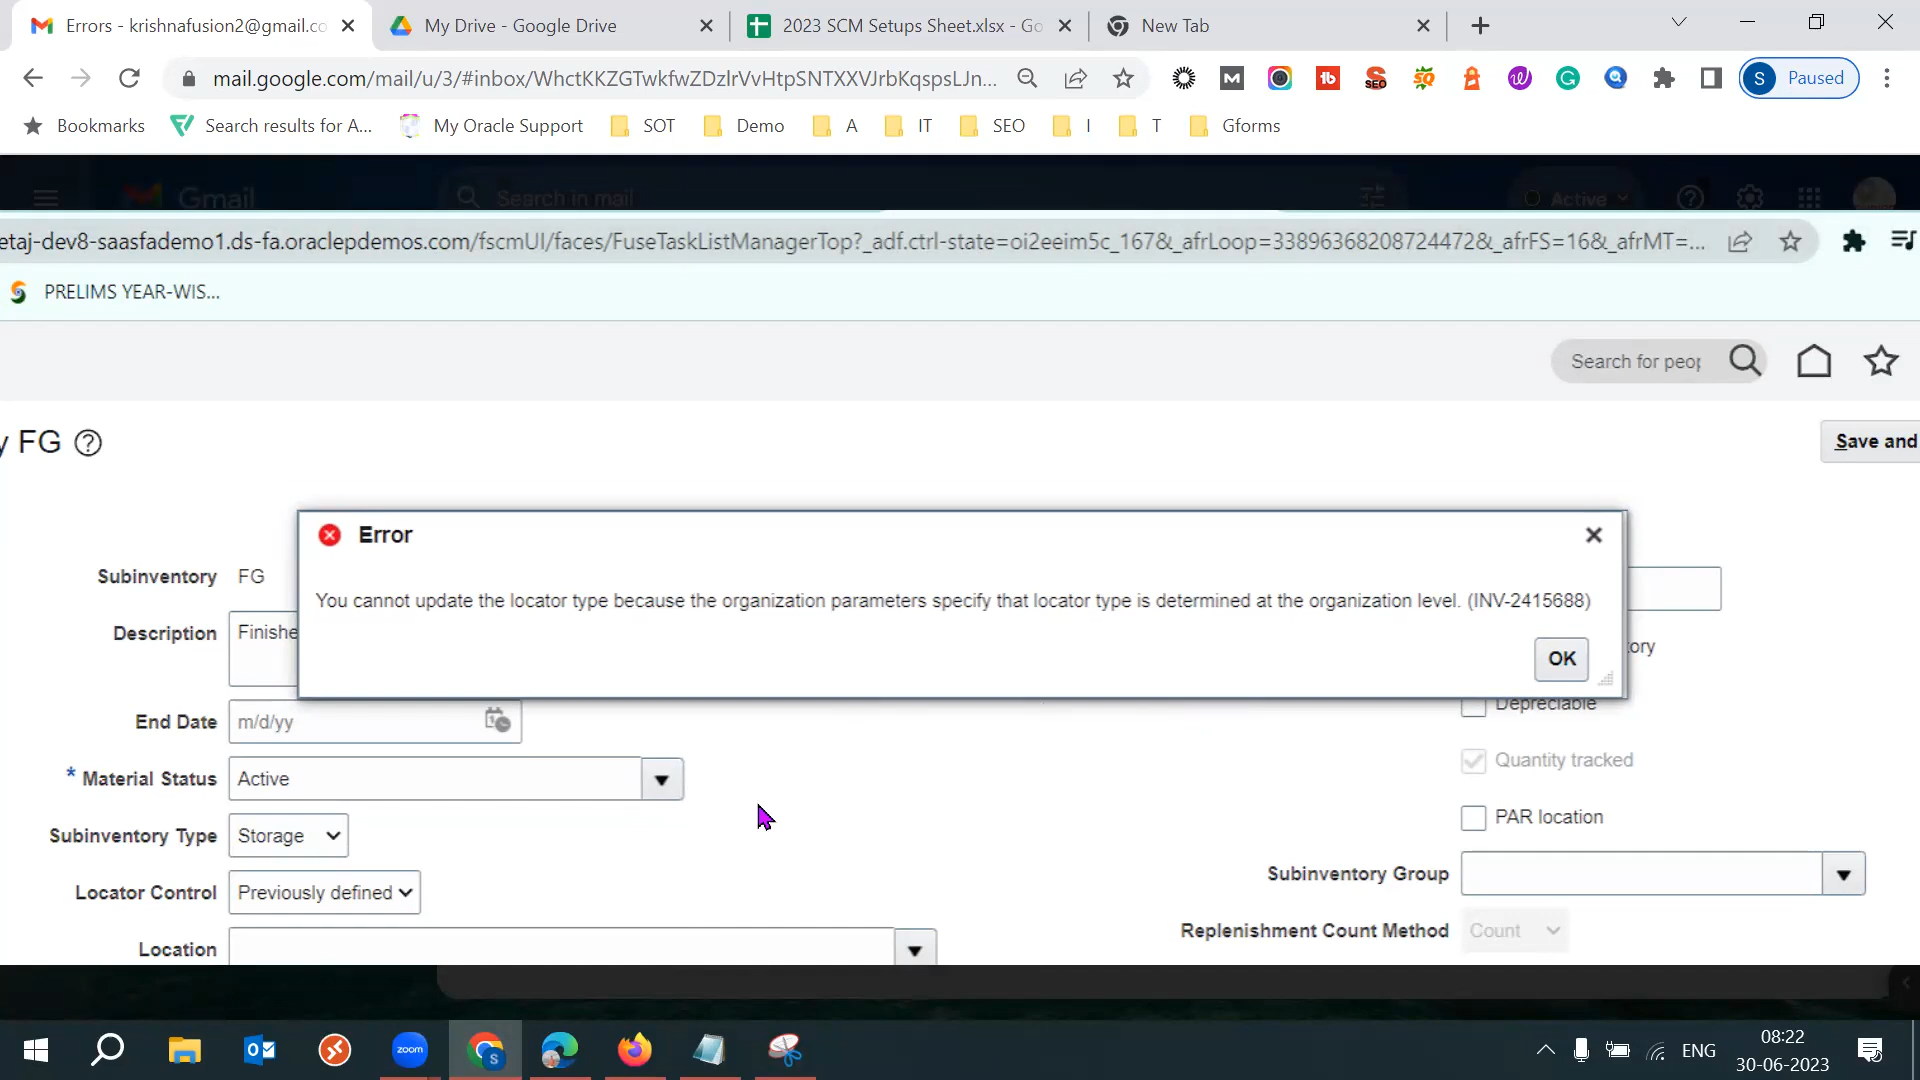 Errors - krishnafusion2@gmail.co
My Drive - Google Drive
2023 SCM Setups Sheet.xlsx - Go
New Tab
mail.google.com/mail/u/3/#inbox/WhctKKZGTwkfwZDzlrVvHtpSNTXXVJrbKqspsLJn...
S Paused
Bookmarks
Search results for A...
My Oracle Support
SOT
Demo
A
IT
SEO
I
T
Gforms
Gmail
Search in mail
Active
etaj-dev8-saasfademo1.ds-fa.oraclepdemos.com/fscmUI/faces/FuseTaskListManagerTop?_adf.ctrl-state=oi2eeim5c_167&_afrLoop=33896368208724472&_afrFS=16&_afrMT=...
PRELIMS YEAR-WIS...
Search for peop
y FG
Save and
Error
You cannot update the locator type because the organization parameters specify that locator type is determined at the organization level. (INV-2415688)
OK
Subinventory FG
Description Finishe
ory
End Date m/d/yy
Depreciable
Material Status Active
Quantity tracked
Subinventory Type Storage
PAR location
Locator Control Previously defined
Subinventory Group
Location
Replenishment Count Method Count
zoom
ENG
08:22
30-06-2023